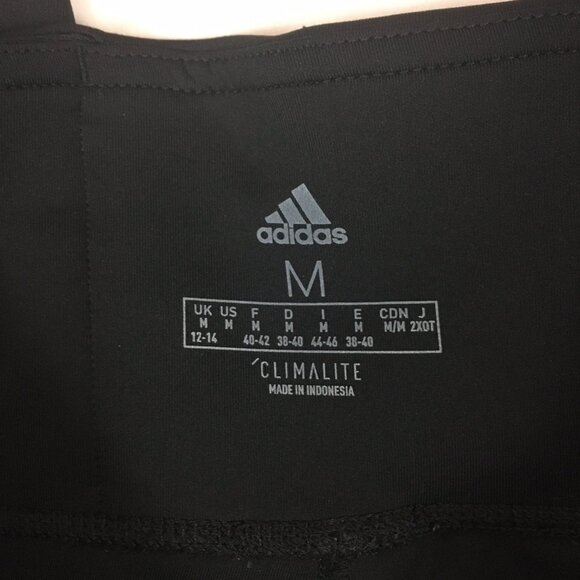 adidas
M
UK US F D I E CDN J
M M M M M M M/M 2XOT
12-14 40-42 38-40 44-46 38-40
´CLIMALITE
MADE IN INDONESIA